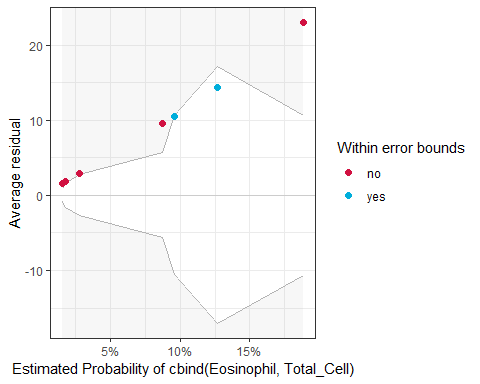 20
10
0
-10
Average residual
5%
10%
15%
Estimated Probability of cbind(Eosinophil, Total_Cell)
Within error bounds
no
yes